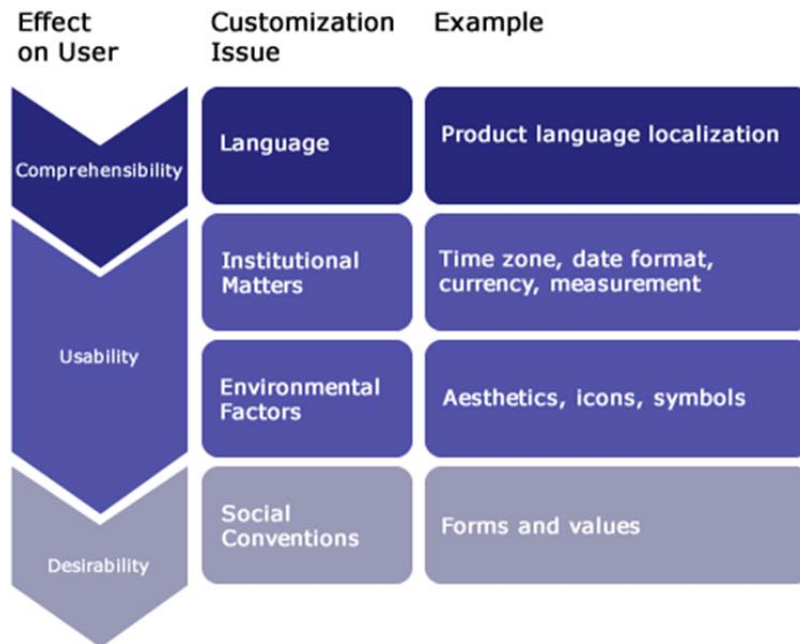 Effect
on User
Customization
Issue
Example
Comprehensibility
Language
Product language localization
Usability
Institutional
Matters
Time zone, date format,
currency, measurement
Environmental
Factors
Aesthetics, icons, symbols
Desirability
Social
Conventions
Forms and values